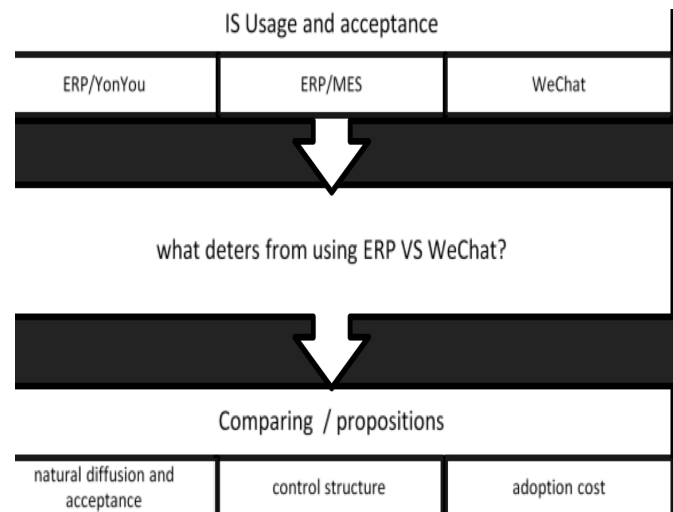 IS Usage and acceptance
ERP/YonYou
ERP/MES
WeChat
what deters from using ERP VS WeChat?
Comparing / propositions
natural diffusion and
acceptance
control structure
adoption cost